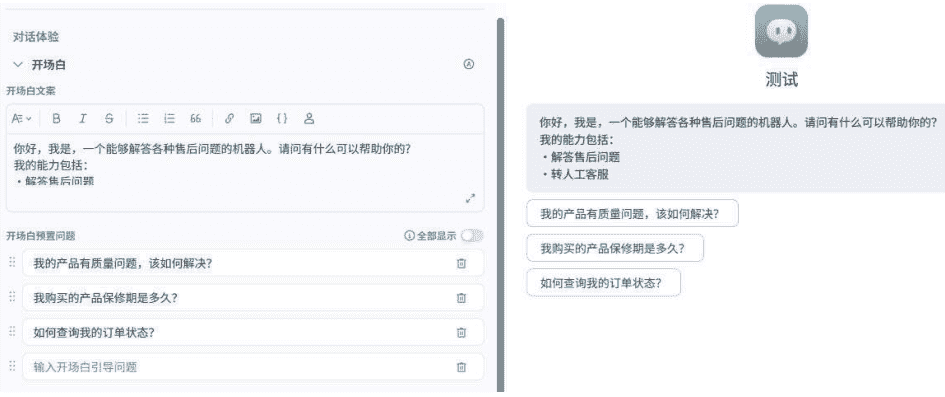 对话体验
开场白
开场白文案
你好，我是，一个能够解答各种售后问题的机器人。请问有什么可以帮助你的?
我的能力包括：
・解答售后问题
开场白预置问题
全部显示
我的产品有质量问题，该如何解决?
我购买的产品保修期是多久?
如何查询我的订单状态?
输入开场白引导问题
测试
你好，我是，一个能够解答各种售后问题的机器人。请问有什么可以帮助你的?
我的能力包括：
・解答售后问题
・转人工客服
我的产品有质量问题，该如何解决?
我购买的产品保修期是多久?
如何查询我的订单状态?